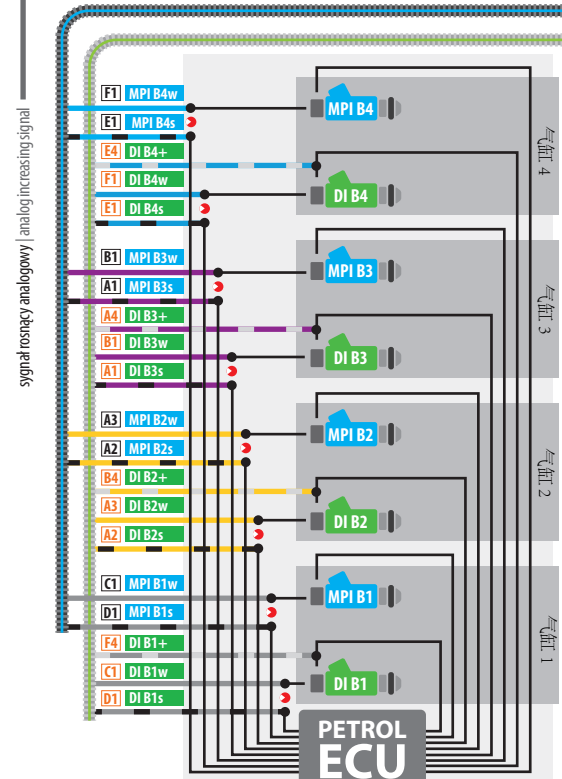 sygnał rosnący analogowy | analog increasing signal
F1 MPI B4w
E1 MPI B4s
E4 DI B4+
F1 DI B4w
E1 DI B4s
MPI B4
DI B4
气缸 4
B1 MPI B3w
A1 MPI B3s
A4 DI B3+
B1 DI B3w
A1 DI B3s
MPI B3
DI B3
气缸 3
A3 MPI B2w
A2 MPI B2s
B4 DI B2+
A3 DI B2w
A2 DI B2s
MPI B2
DI B2
气缸 2
C1 MPI B1w
D1 MPI B1s
F4 DI B1+
C1 DI B1w
D1 DI B1s
MPI B1
DI B1
气缸 1
PETROL
ECU